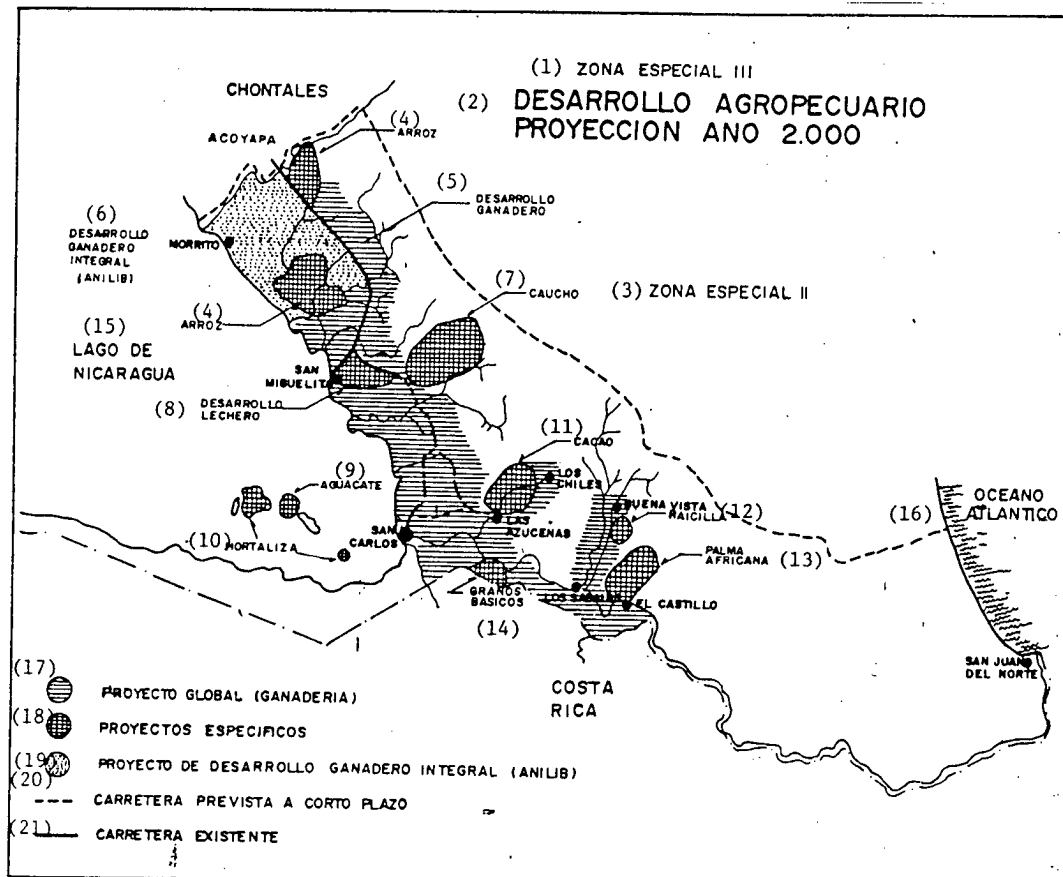 (1) ZONA ESPECIAL III
(2) DESARROLLO AGROPECUARIO
PROYECCION ANO 2.000
CHONTALES
(4)
ARROZ
ACOYAPA
(5)
DESARROLLO
GANADERO
(6)
DESARROLLO
GANADERO
INTEGRAL
(ANILIB)
MORRITO
(7)
CAUCHO
(3) ZONA ESPECIAL II
(4)
ARROZ
(15)
LAGO DE
NICARAGUA
SAN
MIGUELITO
(8) DESARROLLO
LECHERO
(11)
CACAO
LOS
CHILES
(9)
AGUACATE
BUENA VISTA
RAICILLA (12)
OCEANO
(16) ATLANTICO
LAS
AZUCENAS
SAN
CARLOS
(10)
HORTALIZA
PALMA
AFRICANA (13)
GRANOS
BASICOS
(14)
LOS SABALOS
EL CASTILLO
COSTA
RICA
SAN JUAN
DEL NORTE
(17)
PROYECTO GLOBAL (GANADERIA)
(18)
PROYECTOS ESPECIFICOS
(19)
PROYECTO DE DESARROLLO GANADERO INTEGRAL (ANILIB)
(20)
CARRETERA PREVISTA A CORTO PLAZO
(21)
CARRETERA EXISTENTE